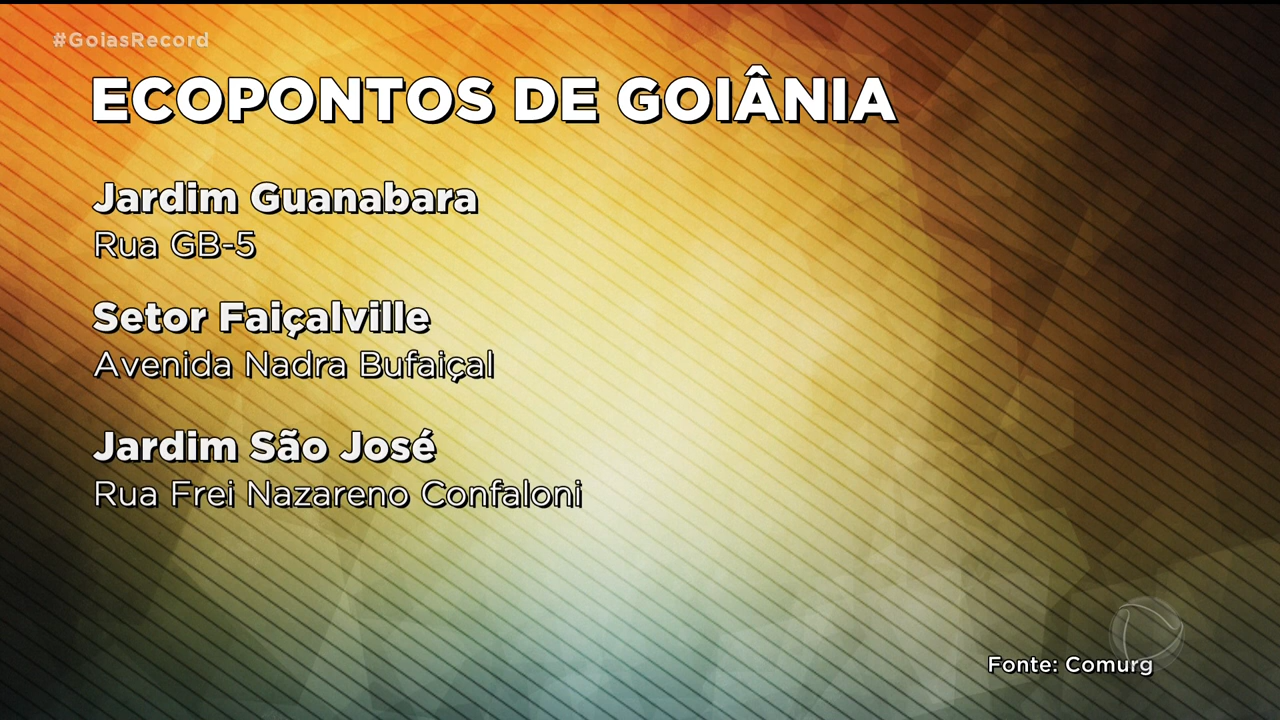 #GoiasRecord
ECOPONTOS DE GOIÂNIA
Jardim Guanabara
Rua GB-5
Setor Faiçalville
Avenida Nadra Bufaiçal
Jardim São José
Rua Frei Nazareno Confaloni
Fonte: Comurg